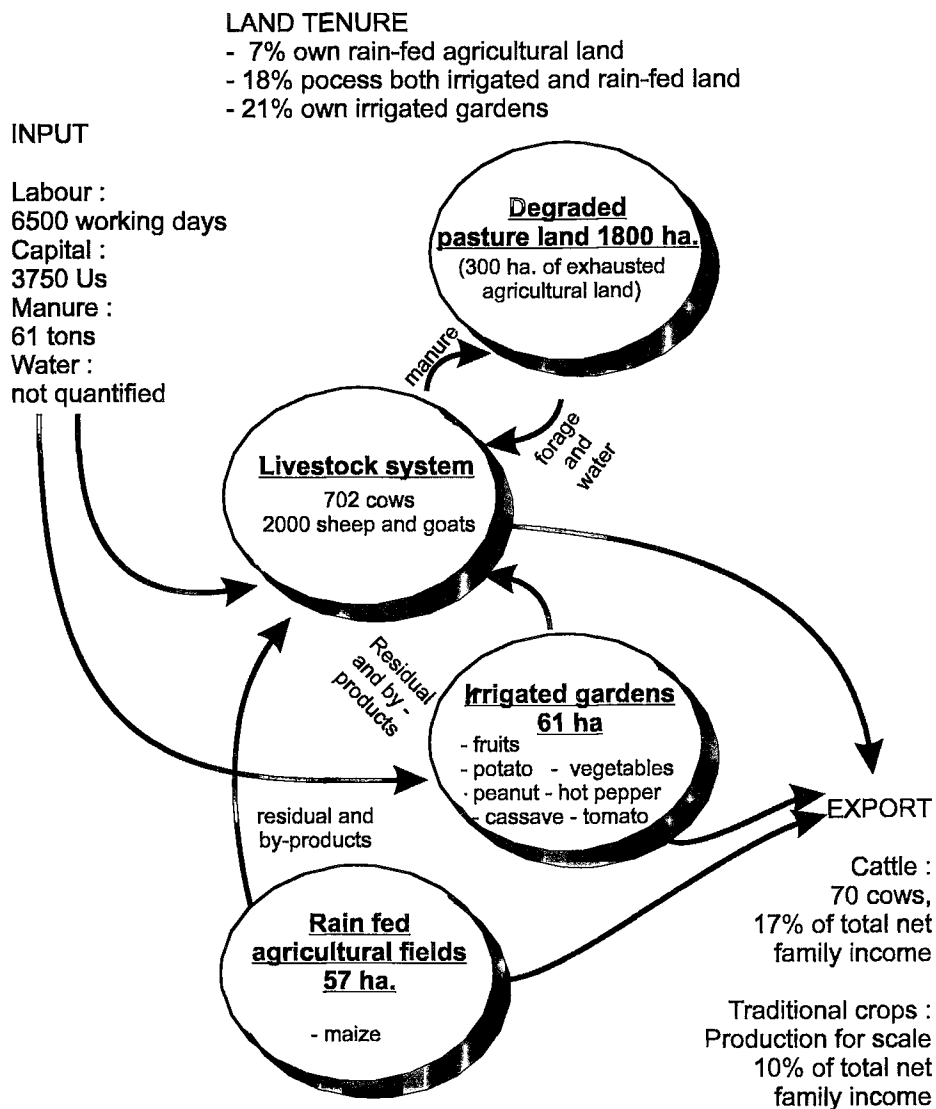 LAND TENURE
- 7% own rain-fed agricultural land
- 18% pocess both irrigated and rain-fed land
- 21% own irrigated gardens
INPUT
Labour :
6500 working days
Capital :
3750 Us
Manure :
61 tons
Water :
not quantified
Degraded
pasture land 1800 ha.
(300 ha. of exhausted
agricultural land)
manure
forage
and
water
Livestock system
702 cows
2000 sheep and goats
Residual
and by -
products
Irrigated gardens
61 ha
- fruits
- potato - vegetables
- peanut - hot pepper
- cassave - tomato
residual and
by-products
Rain fed
agricultural fields
57 ha.
- maize
EXPORT
Cattle :
70 cows,
17% of total net
family income
Traditional crops :
Production for scale
10% of total net
family income